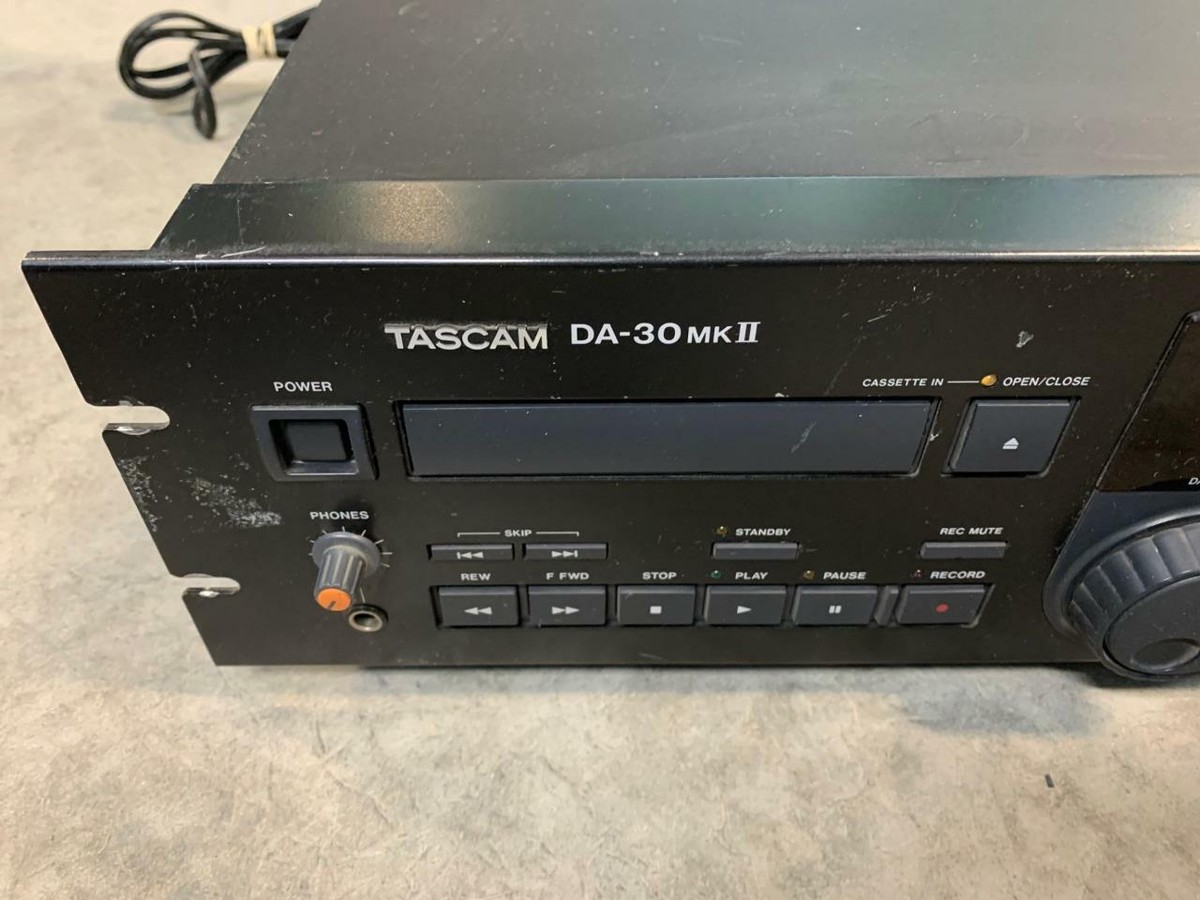 TASCAM DA-30 MKII
POWER
CASSETTE IN OPEN/CLOSE
PHONES
SKIP
STANDBY
REC MUTE
REW F FWD STOP PLAY PAUSE RECORD